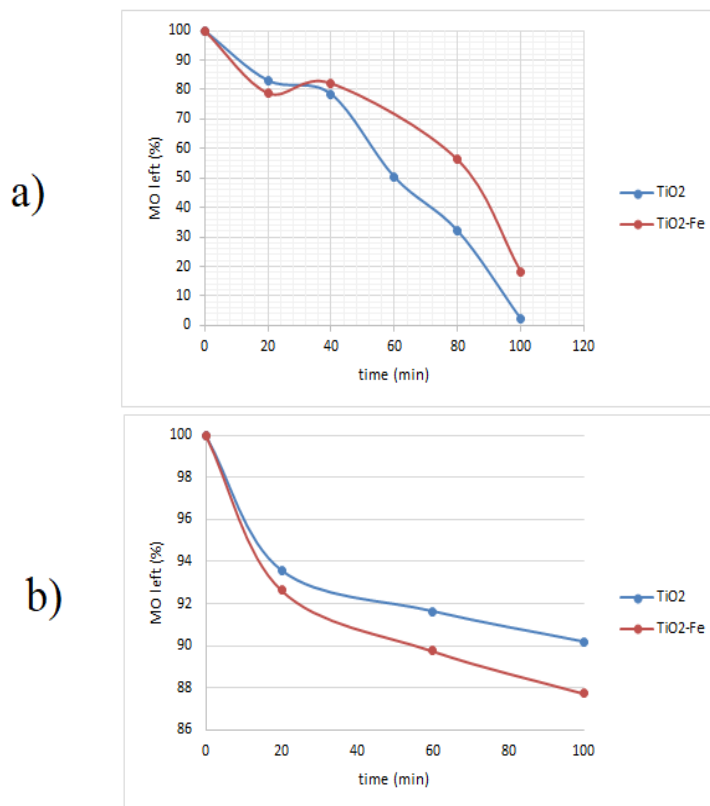 a)
MO left (%)
100
90
80
70
60
50
40
30
20
10
0
0 20 40 60 80 100 120
time (min)
TiO2
TiO2-Fe
b)
MO left (%)
100
98
96
94
92
90
88
86
0 20 40 60 80 100
time (min)
TiO2
TiO2-Fe